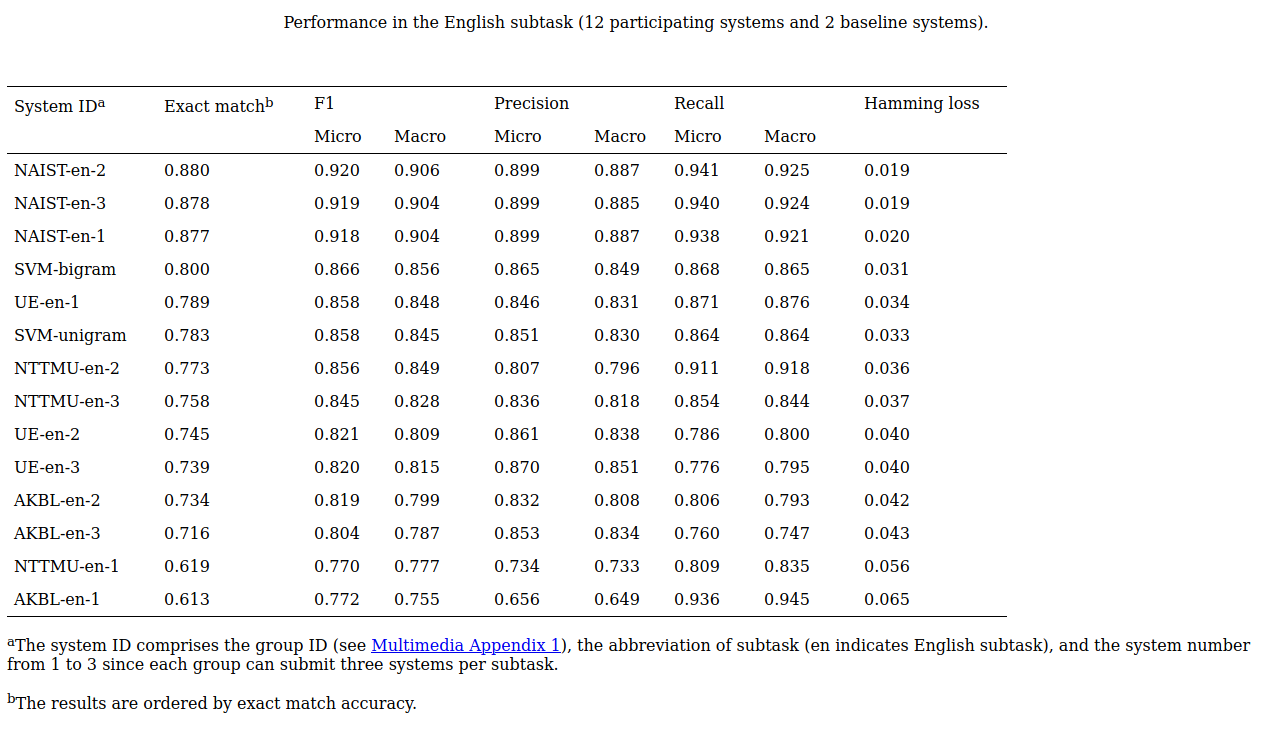 Performance in the English subtask (12 participating systems and 2 baseline systems).
System IDa Exact matchb F1 Precision Recall Hamming loss
Micro Macro Micro Macro Micro Macro
NAIST-en-2 0.880 0.920 0.906 0.899 0.887 0.941 0.925 0.019
NAIST-en-3 0.878 0.919 0.904 0.899 0.885 0.940 0.924 0.019
NAIST-en-1 0.877 0.918 0.904 0.899 0.887 0.938 0.921 0.020
SVM-bigram 0.800 0.866 0.856 0.865 0.849 0.868 0.865 0.031
UE-en-1 0.789 0.858 0.848 0.846 0.831 0.871 0.876 0.034
SVM-unigram 0.783 0.858 0.845 0.851 0.830 0.864 0.864 0.033
NTTMU-en-2 0.773 0.856 0.849 0.807 0.796 0.911 0.918 0.036
NTTMU-en-3 0.758 0.845 0.828 0.836 0.818 0.854 0.844 0.037
UE-en-2 0.745 0.821 0.809 0.861 0.838 0.786 0.800 0.040
UE-en-3 0.739 0.820 0.815 0.870 0.851 0.776 0.795 0.040
AKBL-en-2 0.734 0.819 0.799 0.832 0.808 0.806 0.793 0.042
AKBL-en-3 0.716 0.804 0.787 0.853 0.834 0.760 0.747 0.043
NTTMU-en-1 0.619 0.770 0.777 0.734 0.733 0.809 0.835 0.056
AKBL-en-1 0.613 0.772 0.755 0.656 0.649 0.936 0.945 0.065
aThe system ID comprises the group ID (see Multimedia Appendix 1), the abbreviation of subtask (en indicates English subtask), and the system number
from 1 to 3 since each group can submit three systems per subtask.
bThe results are ordered by exact match accuracy.